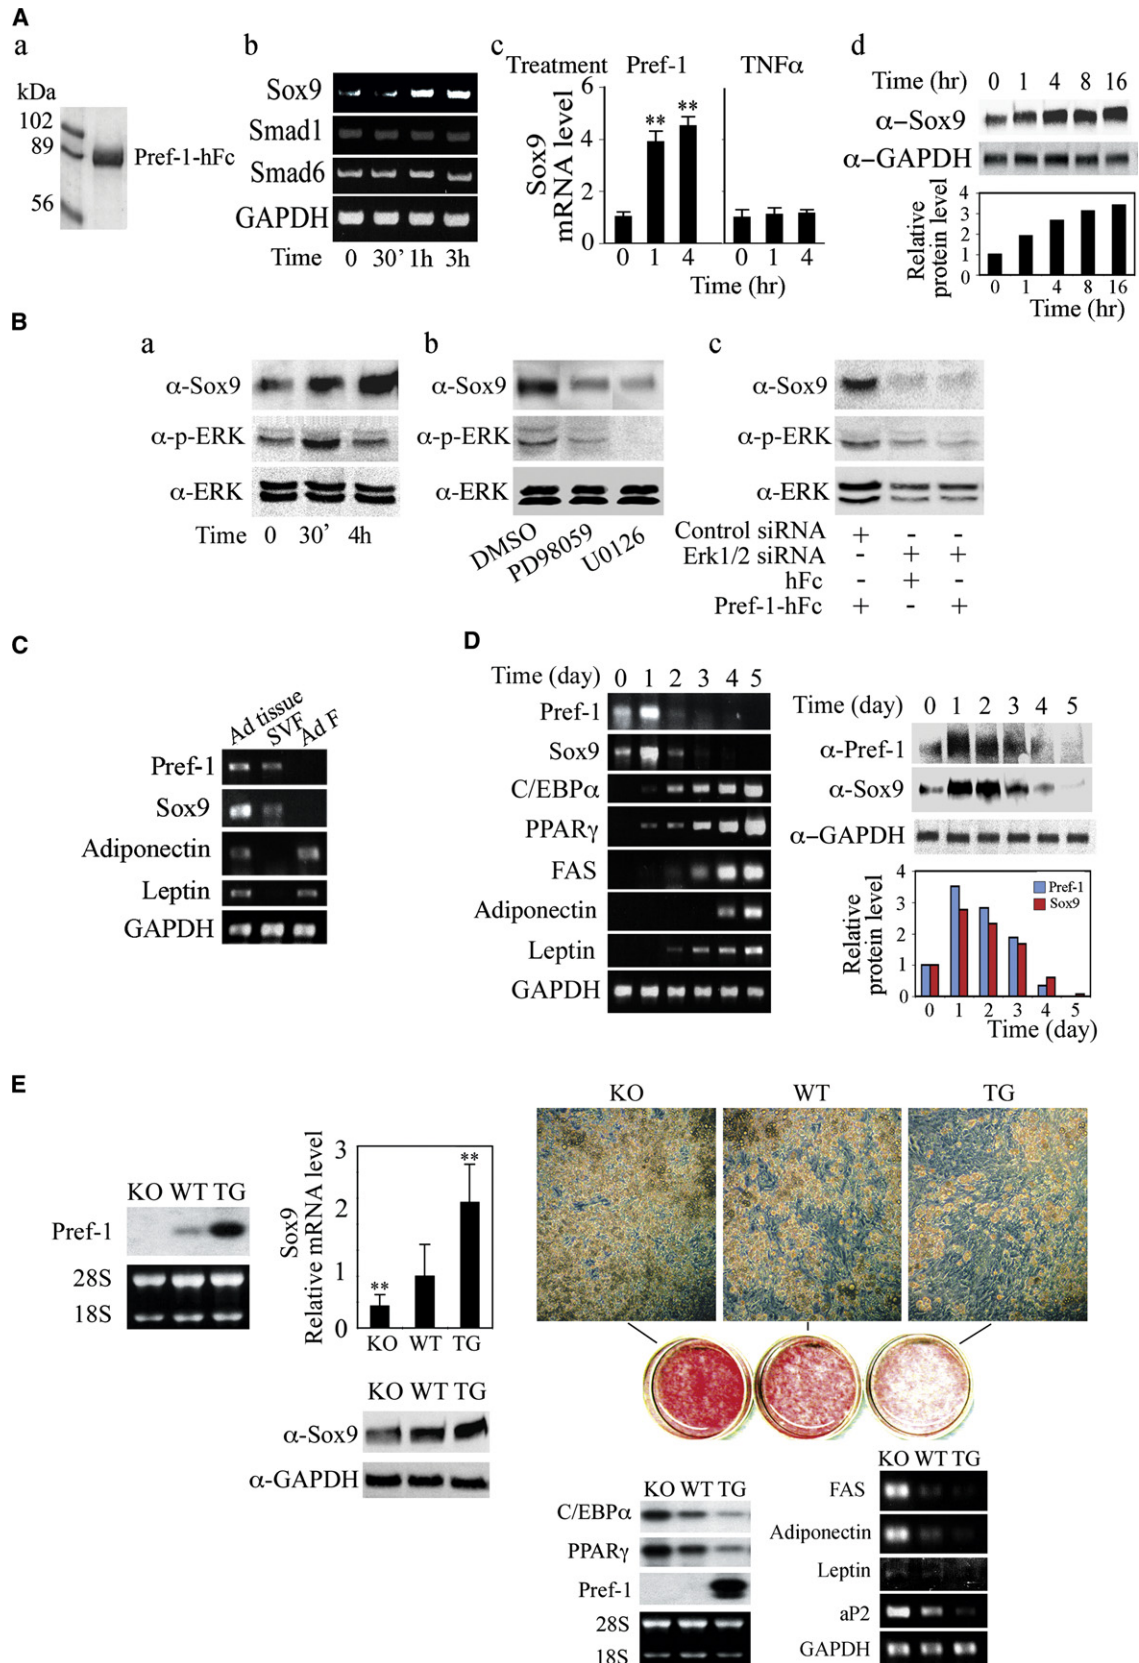 A
a
kDa
102
89
56
Pref-1-hFc
b
Sox9
Smad1
Smad6
GAPDH
Time 0 30' 1h 3h
c
Treatment Pref-1 TNFα
Sox9
mRNA level
6
4
2
0
** **
0 1 4 0 1 4
Time (hr)
d
Time (hr) 0 1 4 8 16
α-Sox9
α-GAPDH
Relative
protein level
4
3
2
1
0
0 1 4 8 16
Time (hr)
B
a
α-Sox9
α-p-ERK
α-ERK
Time 0 30' 4h
b
α-Sox9
α-p-ERK
α-ERK
DMSO
PD98059
U0126
c
α-Sox9
α-p-ERK
α-ERK
Control siRNA + - -
Erk1/2 siRNA - + +
hFc - + -
Pref-1-hFc + - +
C
Ad tissue
SVF
Ad F
Pref-1
Sox9
Adiponectin
Leptin
GAPDH
D
Time (day) 0 1 2 3 4 5
Pref-1
Sox9
C/EBPα
PPARγ
FAS
Adiponectin
Leptin
GAPDH
Time (day) 0 1 2 3 4 5
α-Pref-1
α-Sox9
α-GAPDH
Relative
protein level
4
3
2
1
0
Pref-1
Sox9
0 1 2 3 4 5
Time (day)
E
KO WT TG
Pref-1
28S
18S
Sox9
Relative mRNA level
3
2
1
0
**
**
KO WT TG
KO WT TG
α-Sox9
α-GAPDH
KO WT TG
KO WT TG
C/EBPα
PPARγ
Pref-1
28S
18S
KO WT TG
FAS
Adiponectin
Leptin
aP2
GAPDH